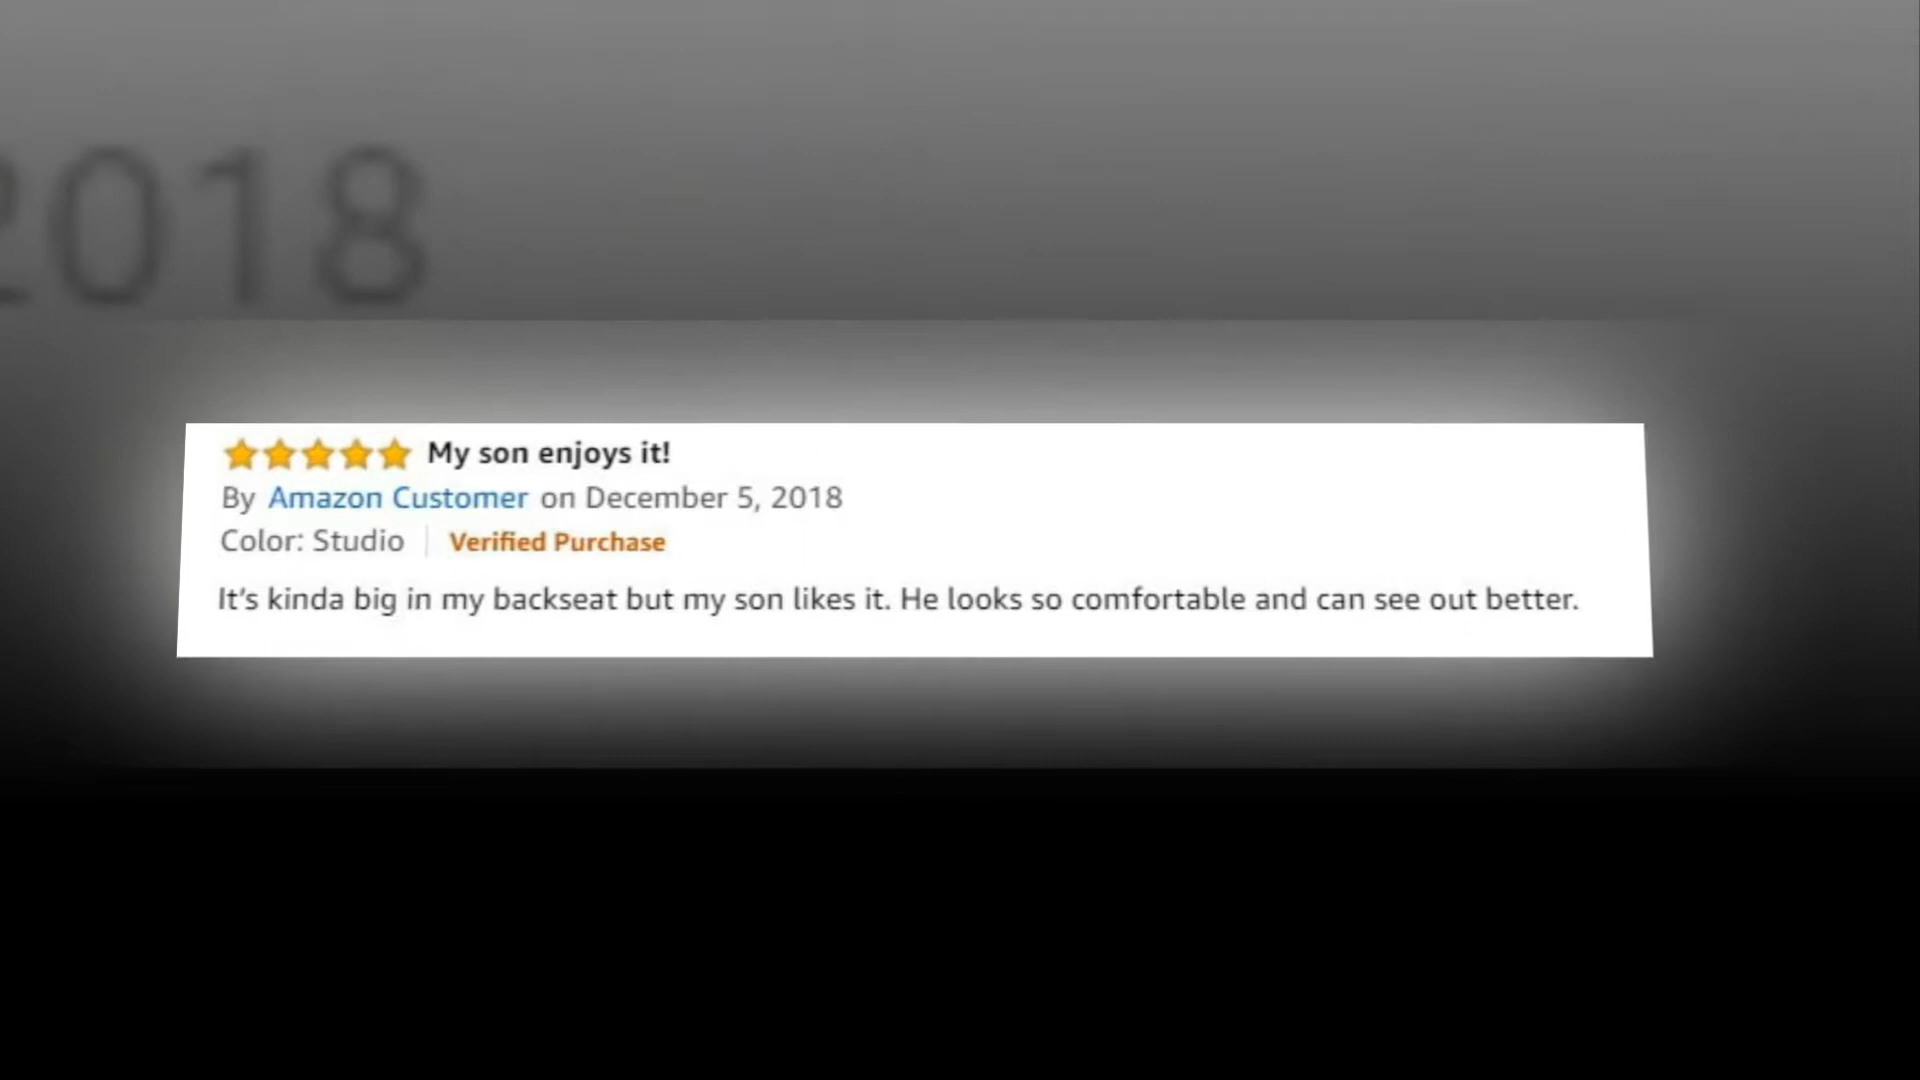 2018
My son enjoys it!
By Amazon Customer on December 5, 2018
Color: Studio | Verified Purchase
It's kinda big in my backseat but my son likes it. He looks so comfortable and can see out better.